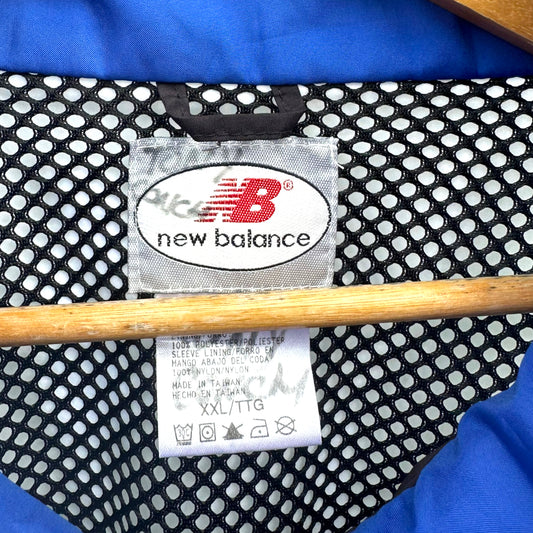 NB®
new balance
100% POLYESTER/POLIESTER
SLEEVE LINING/FORRO EN
MANGO ABAJO DEL CODA
100% NYLON/NYLON
MADE IN TAIWAN
HECHO EN TAIWAN
XXL/TTG